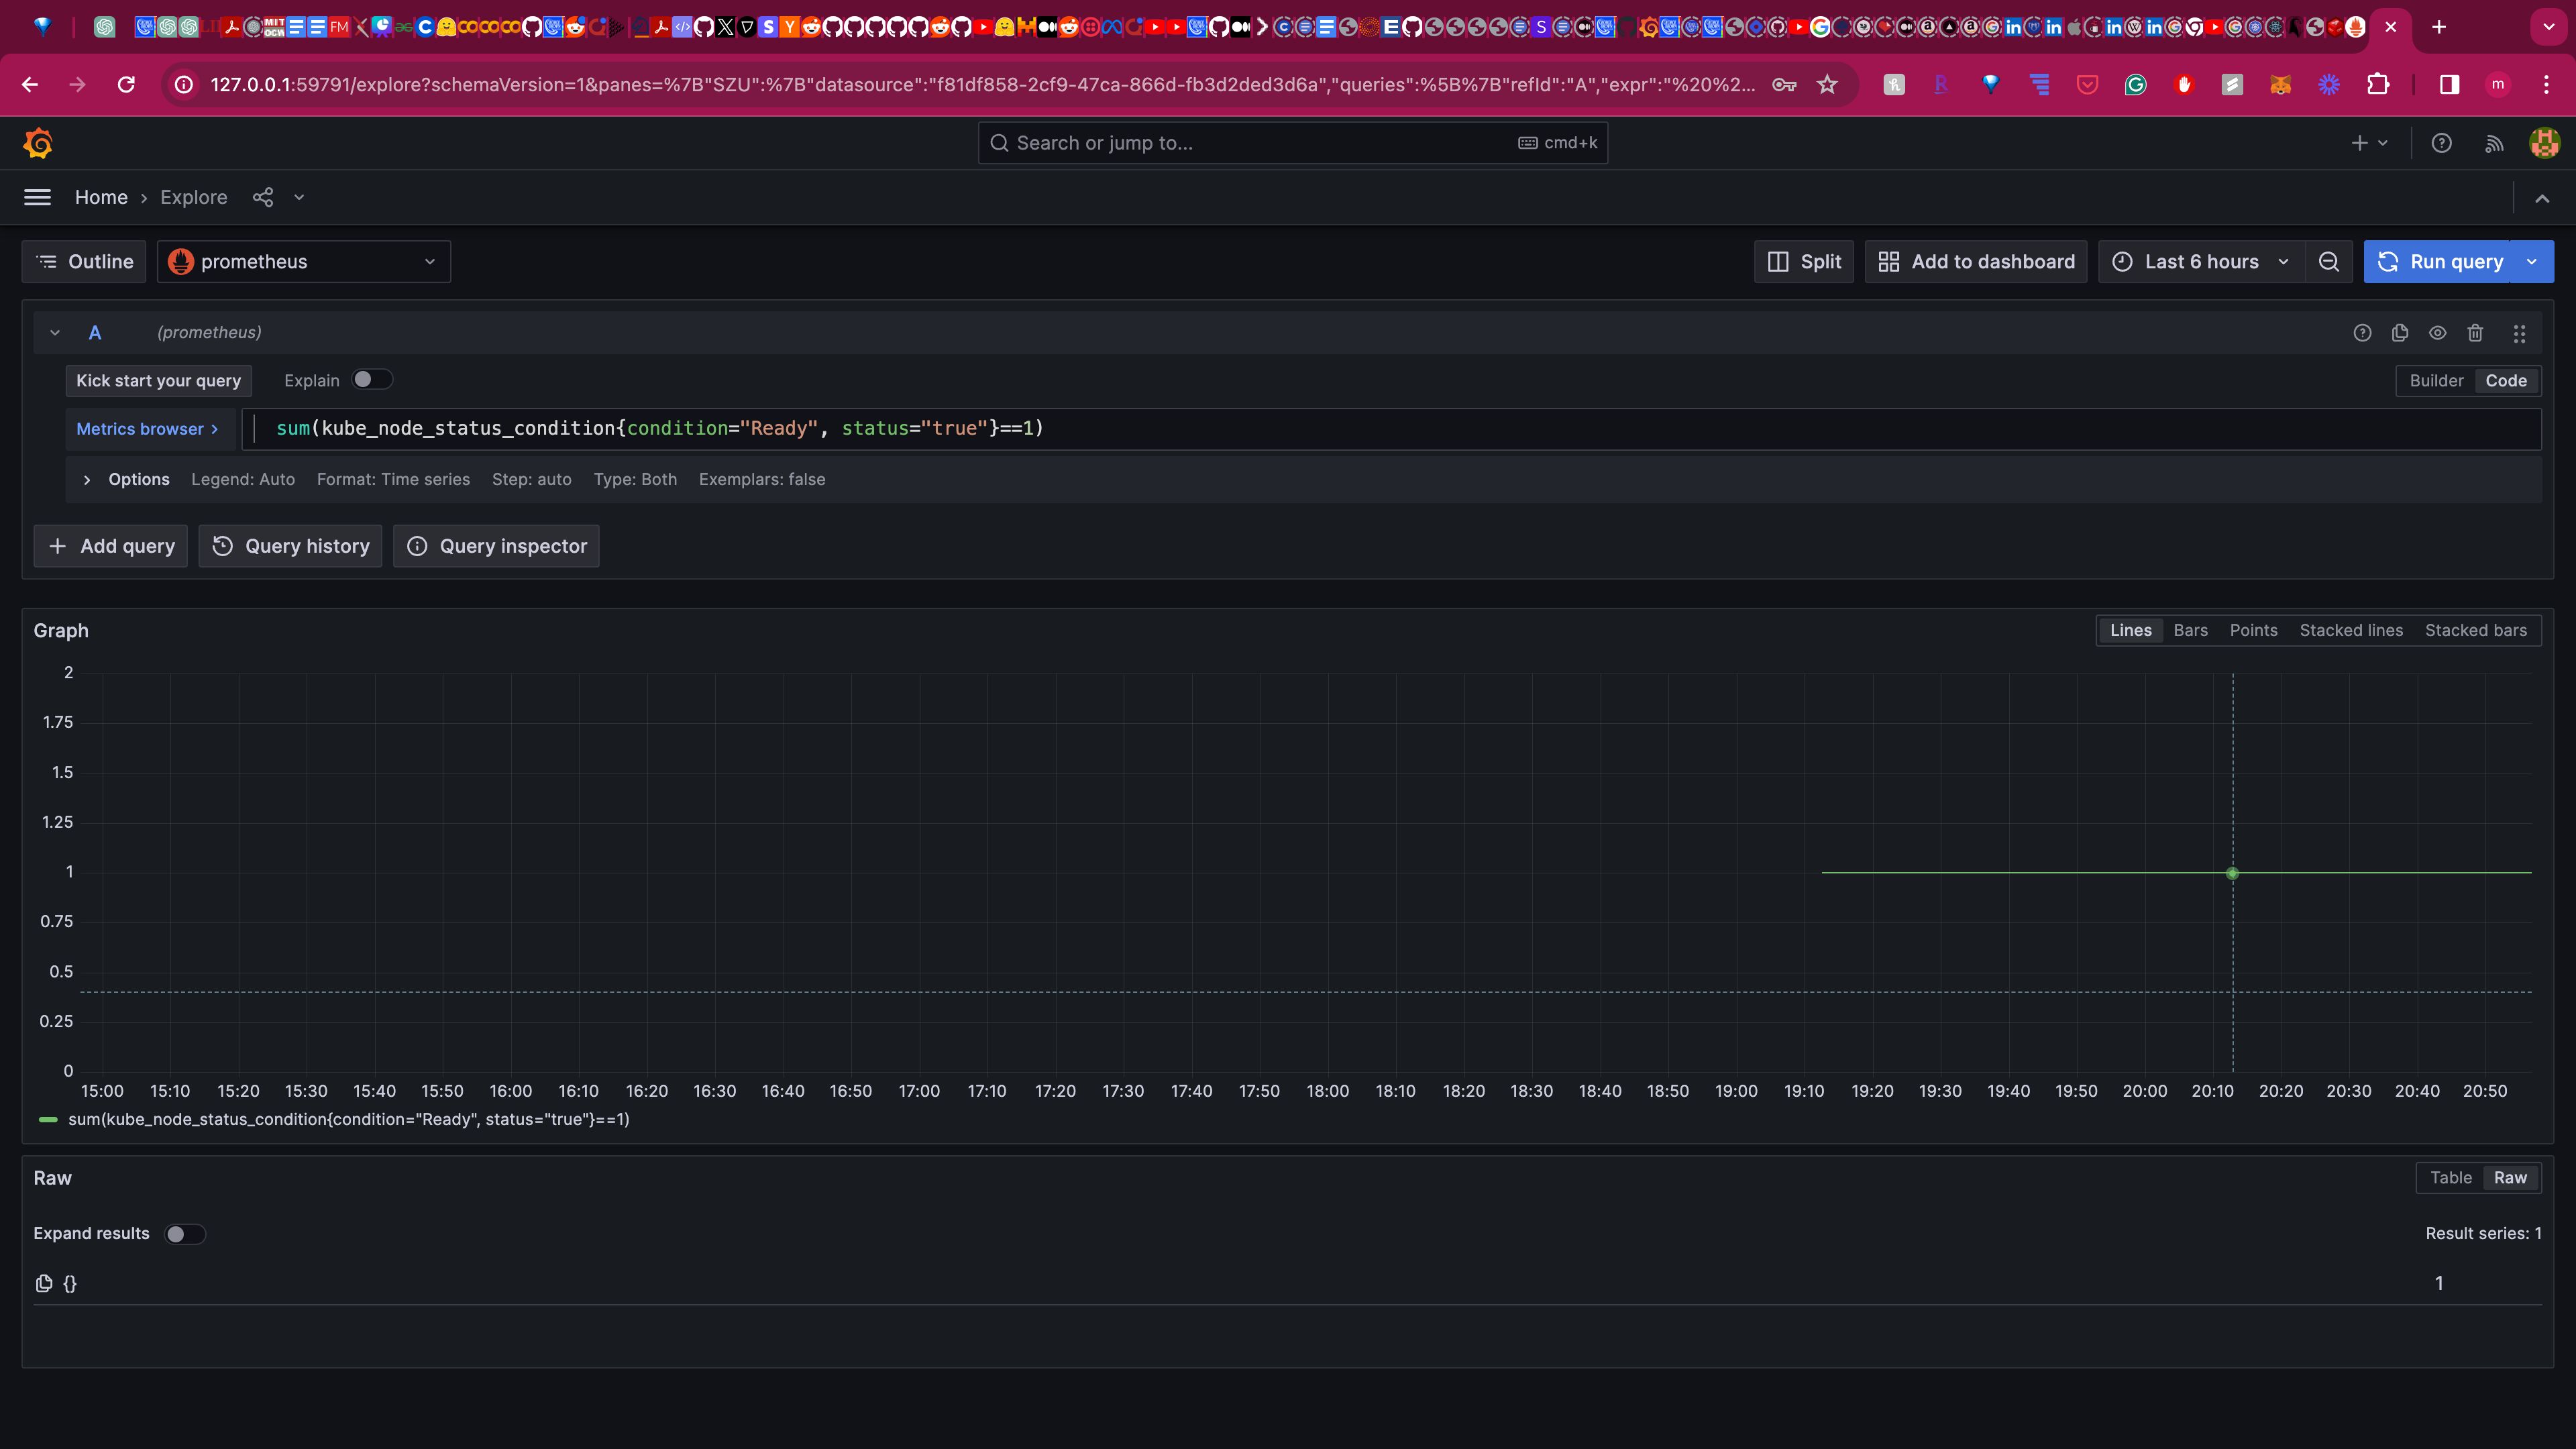 127.0.0.1:59791/explore?schemaVersion=1&panes=%7B"SZU":%7B"datasource":"f81df858-2cf9-47ca-866d-fb3d2ded3d6a","queries":%5B%7B"refId":"A","expr":"%20%2...
m
Search or jump to...
cmd+k
Home
Explore
Outline
prometheus
Split
Add to dashboard
Last 6 hours
Run query
A
(prometheus)
Kick start your query
Explain
Builder
Code
Metrics browser >
sum(kube_node_status_condition{condition="Ready", status="true"}==1)
Options Legend: Auto Format: Time series Step: auto Type: Both Exemplars: false
Add query
Query history
Query inspector
Graph
Lines Bars Points Stacked lines Stacked bars
2
1.75
1.5
1.25
1
0.75
0.5
0.25
0
15:00 15:10 15:20 15:30 15:40 15:50 16:00 16:10 16:20 16:30 16:40 16:50 17:00 17:10 17:20 17:30 17:40 17:50 18:00 18:10 18:20 18:30 18:40 18:50 19:00 19:10 19:20 19:30 19:40 19:50 20:00 20:10 20:20 20:30 20:40 20:50
sum(kube_node_status_condition{condition="Ready", status="true"}==1)
Raw
Table Raw
Expand results
Result series: 1
{}
1